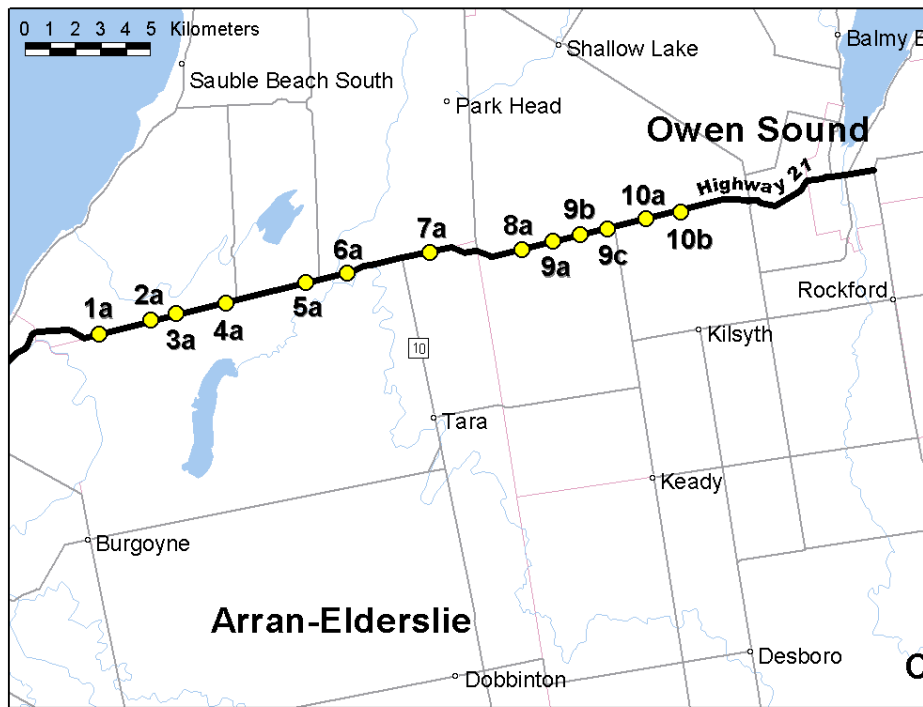 0 1 2 3 4 5 Kilometers
Shallow Lake
Balmy B
Sauble Beach South
Park Head
Owen Sound
Highway 21
10a
9b
8a
7a
10b
9c
9a
6a
5a
Rockford
1a
2a
4a
3a
Kilsyth
10
Tara
Keady
Burgoyne
Arran-Elderslie
Desboro
C
Dobbinton